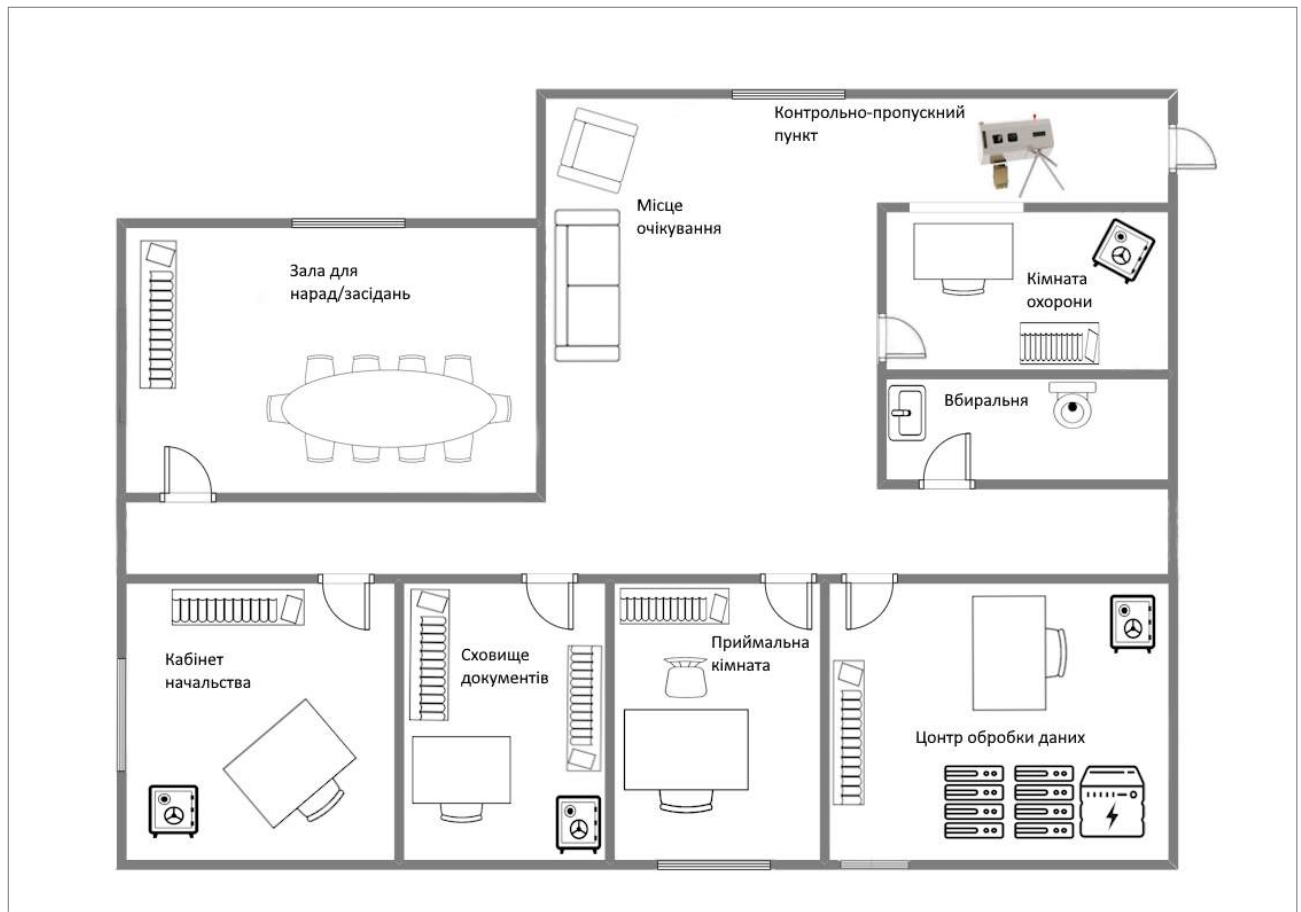 Контрольно-пропускний
пункт
Місце
очікування
Зала для
нарад/засідань
Кімната
охорони
Вбиральня
Кабінет
начальства
Сховище
документів
Приймальна
кімната
Цонтр обробки даних